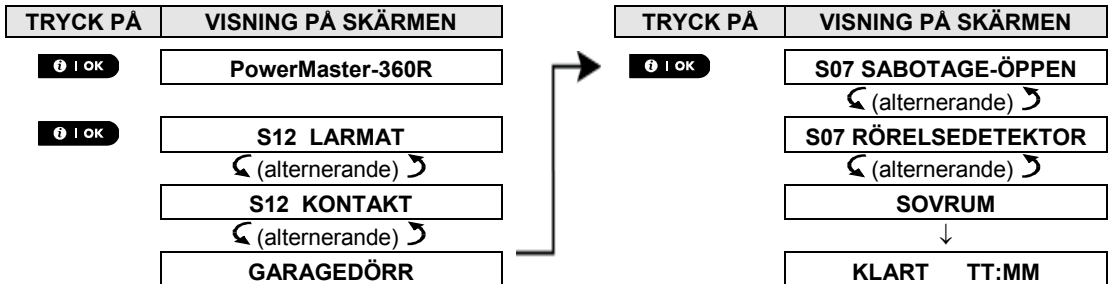 TRYCK PÅ VISNING PÅ SKÄRMEN
i | OK PowerMaster-360R
i | OK S12 LARMAT
(alternerande)
S12 KONTAKT
(alternerande)
GARAGEDÖRR
TRYCK PÅ VISNING PÅ SKÄRMEN
i | OK S07 SABOTAGE-ÖPPEN
(alternerande)
S07 RÖRELSEDETEKTOR
(alternerande)
SOVRUM
↓
KLART TT:MM